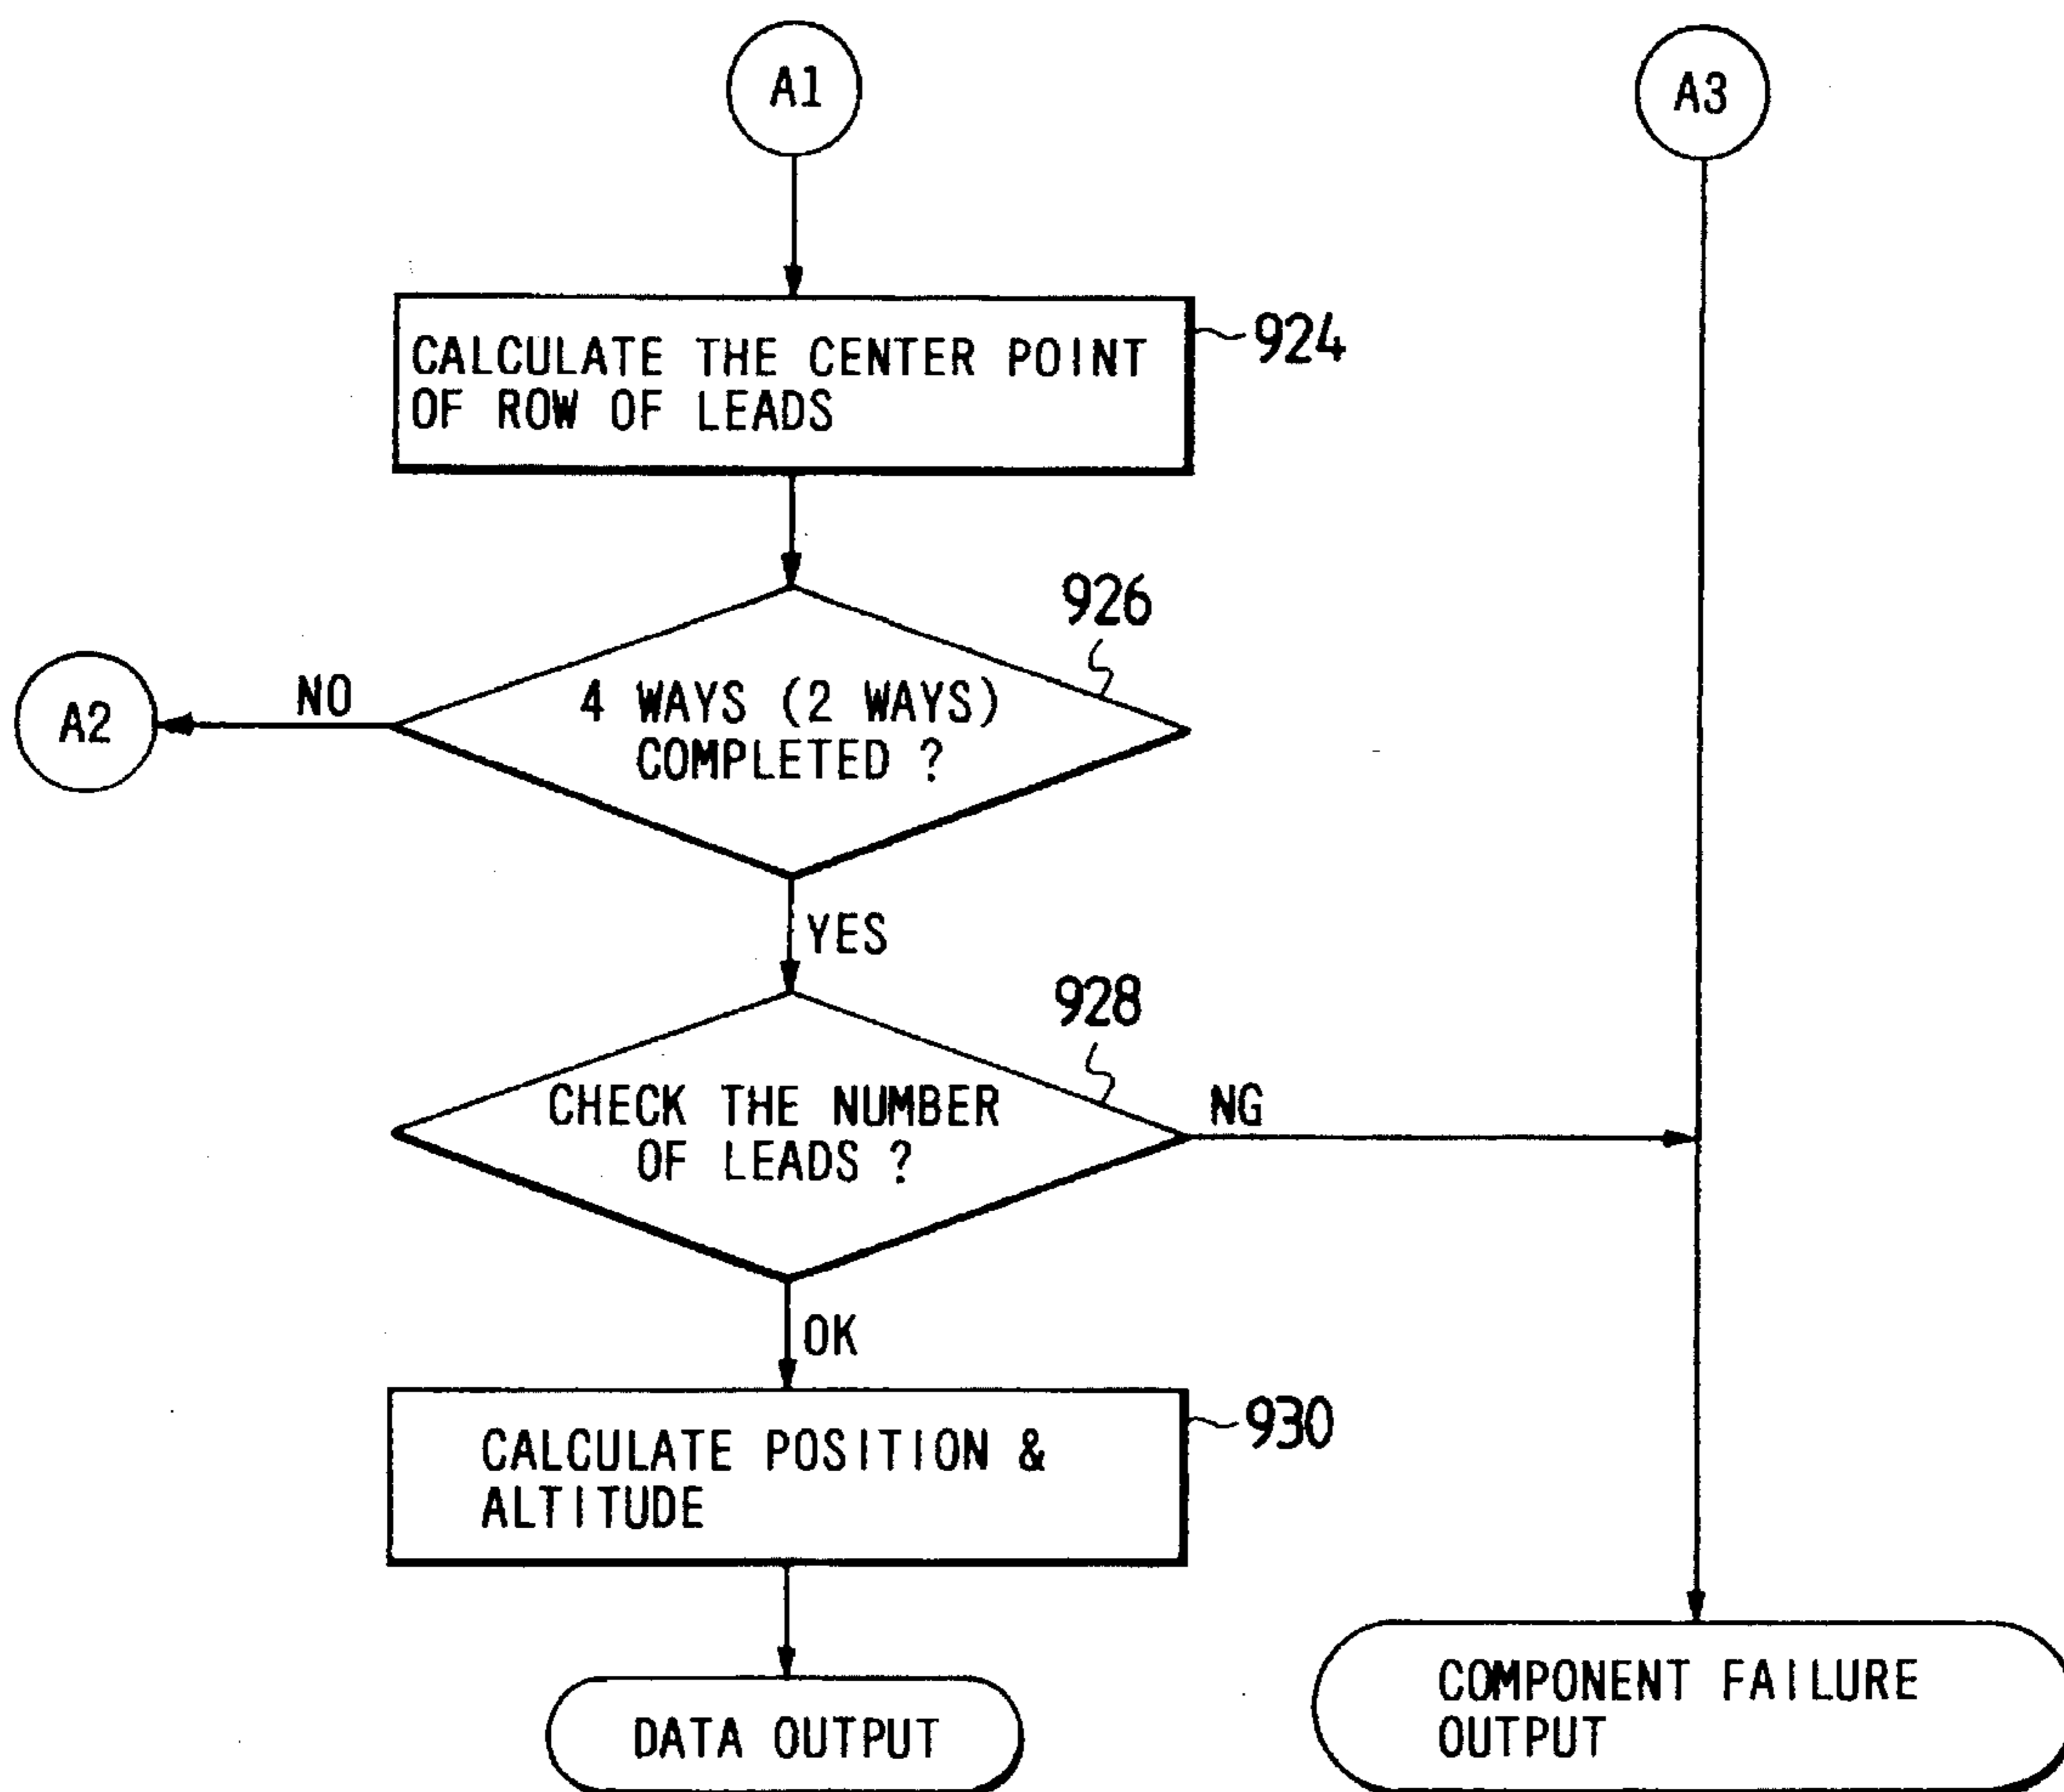 A1
A3
CALCULATE THE CENTER POINT
OF ROW OF LEADS
924
926
4 WAYS (2 WAYS)
COMPLETED ?
NO
A2
YES
928
CHECK THE NUMBER
OF LEADS ?
NG
OK
930
CALCULATE POSITION &
ALTITUDE
DATA OUTPUT
COMPONENT FAILURE
OUTPUT